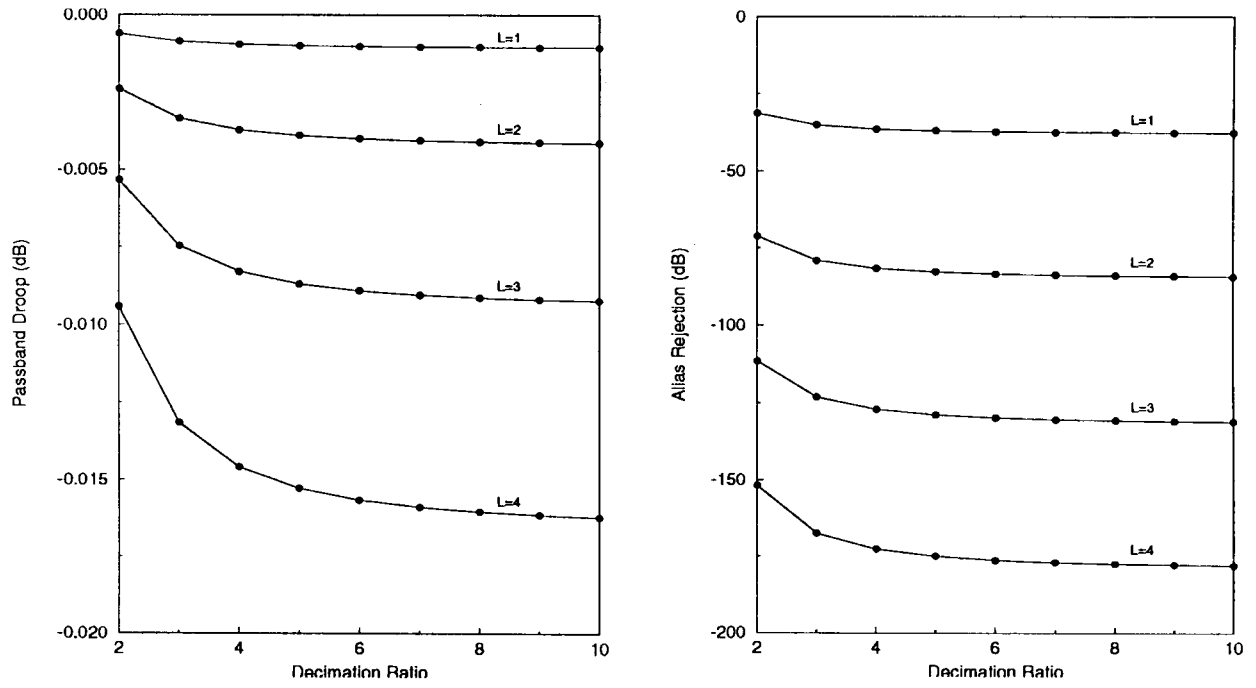 0.000
-0.005
-0.010
-0.015
-0.020
Passband Droop (dB)
L=1
L=2
L=3
L=4
2
4
6
8
10
Decimation Ratio
0
-50
-100
-150
-200
Alias Rejection (dB)
L=1
L=2
L=3
L=4
2
4
6
8
10
Decimation Ratio